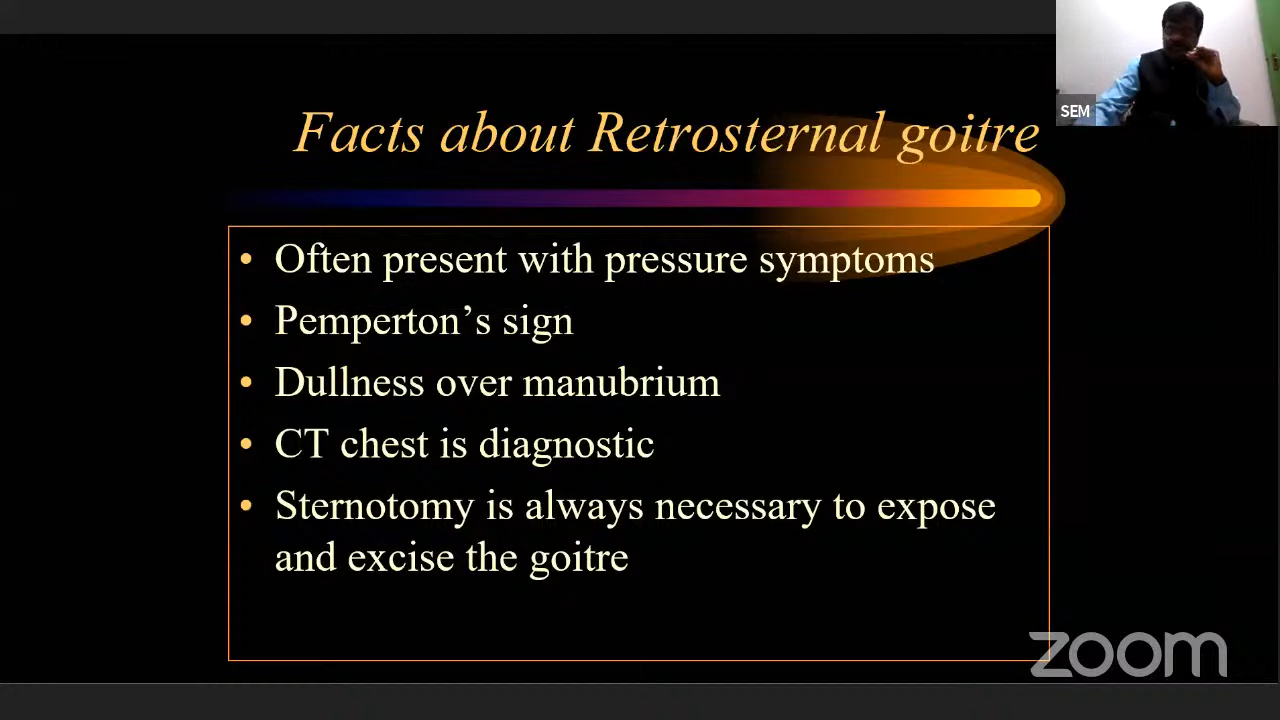 SEM
Facts about Retrosternal goitre
• Often present with pressure symptoms
• Pemperton’s sign
• Dullness over manubrium
• CT chest is diagnostic
• Sternotomy is always necessary to expose
and excise the goitre
zoom